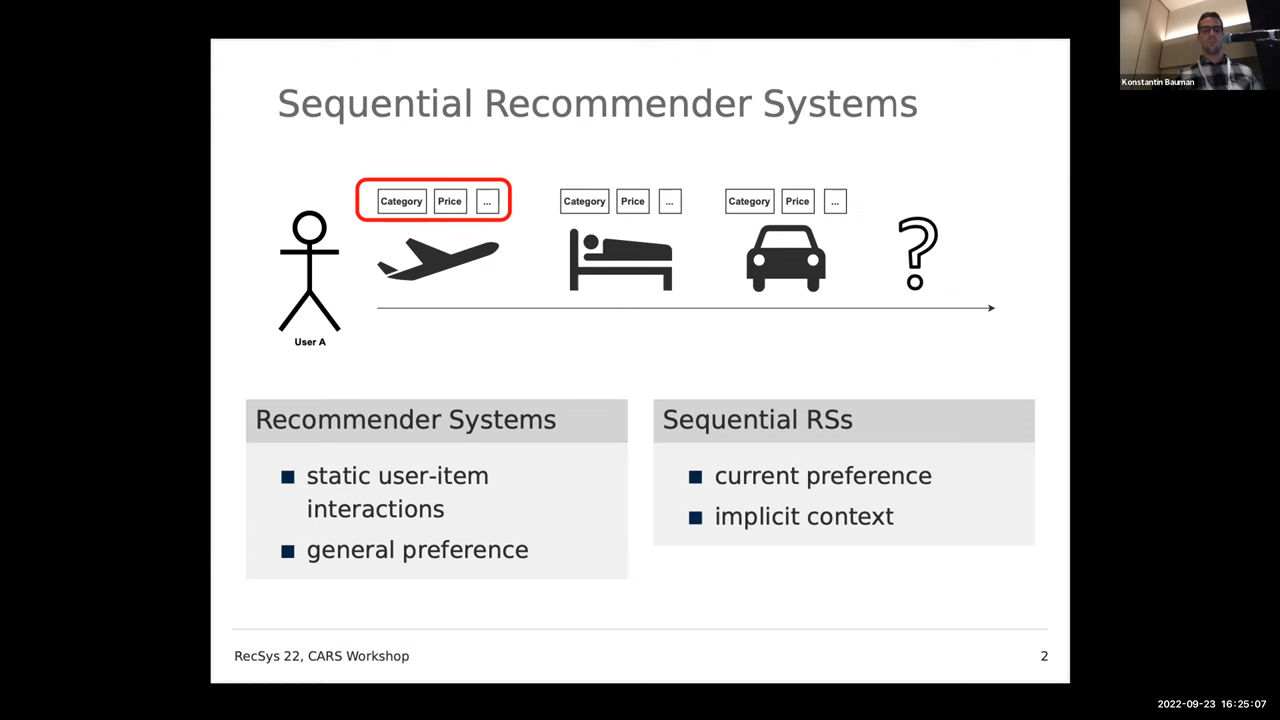 Konstantin Bauman
Sequential Recommender Systems
Category Price ... Category Price ... Category Price ...
?
User A
Recommender Systems
static user-item
interactions
general preference
Sequential RSs
current preference
implicit context
RecSys 22, CARS Workshop 2
2022-09-23 16:25:07